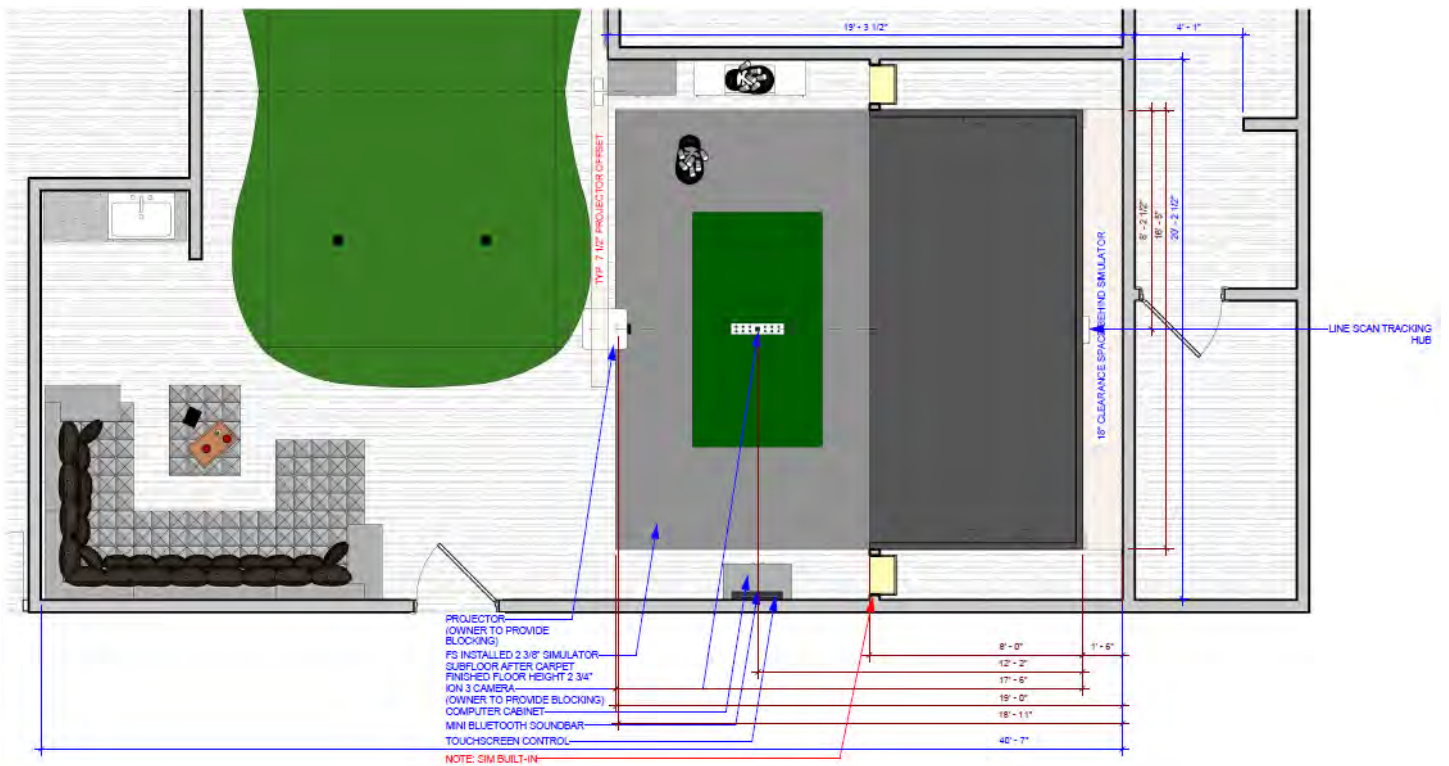 19' - 3 1/2"
4' - 1"
TYP. 7 1/2" PROJECTOR OFFSET
18" CLEARANCE SPACE BEHIND SIMULATOR
8' - 2 1/2"
16' - 5"
20' - 2 1/2"
LINE SCAN TRACKING
HUB
PROJECTOR
(OWNER TO PROVIDE
BLOCKING)
FS INSTALLED 2 3/8" SIMULATOR
SUBFLOOR AFTER CARPET
FINISHED FLOOR HEIGHT 2 3/4"
ION 3 CAMERA
(OWNER TO PROVIDE BLOCKING)
COMPUTER CABINET
MINI BLUETOOTH SOUNDBAR
TOUCHSCREEN CONTROL
NOTE: SIM BUILT-IN
8' - 0"
1' - 6"
12' - 2"
17' - 6"
19' - 0"
18' - 11"
40' - 7"